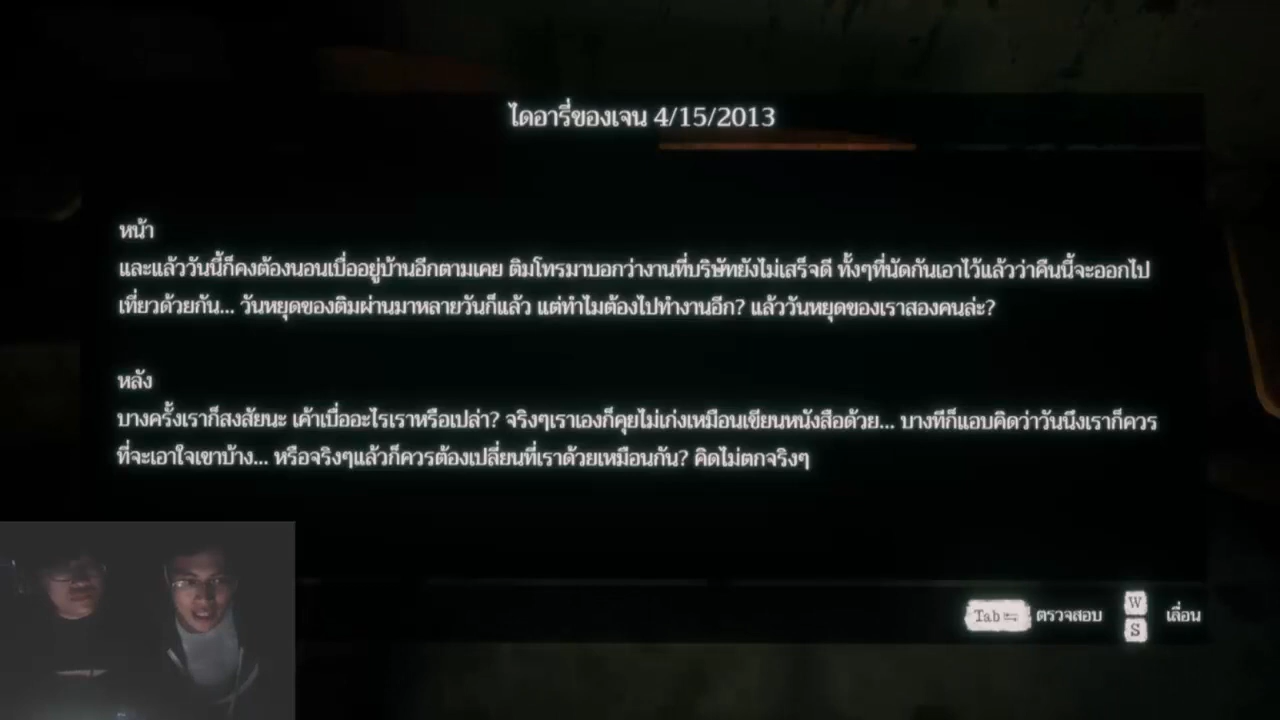 ไดอารี่ของเจน 4/15/2013
หน้า
และแล้ววันนี้ก็คงต้องนอนเบื่ออยู่บ้านอีกตามเคย ติมโทรมาบอกว่างานที่บริษัทยังไม่เสร็จดี ทั้งๆที่นัดกันเอาไว้แล้วว่าคืนนี้จะออกไป
เที่ยวด้วยกัน... วันหยุดของติมผ่านมาหลายวันก็แล้ว แต่ทำไมต้องไปทำงานอีก? แล้ววันหยุดของเราสองคนล่ะ?
หลัง
บางครั้งเราก็สงสัยนะ เค้าเบื่ออะไรเราหรือเปล่า? จริงๆเราเองก็คุยไม่เก่งเหมือนเขียนหนังสือด้วย... บางทีก็แอบคิดว่าวันนึงเราก็ควร
ที่จะเอาใจเขาบ้าง... หรือจริงๆแล้วก็ควรต้องเปลี่ยนที่เราด้วยเหมือนกัน? คิดไม่ตกจริงๆ
Tab ตรวจสอบ W S เลื่อน